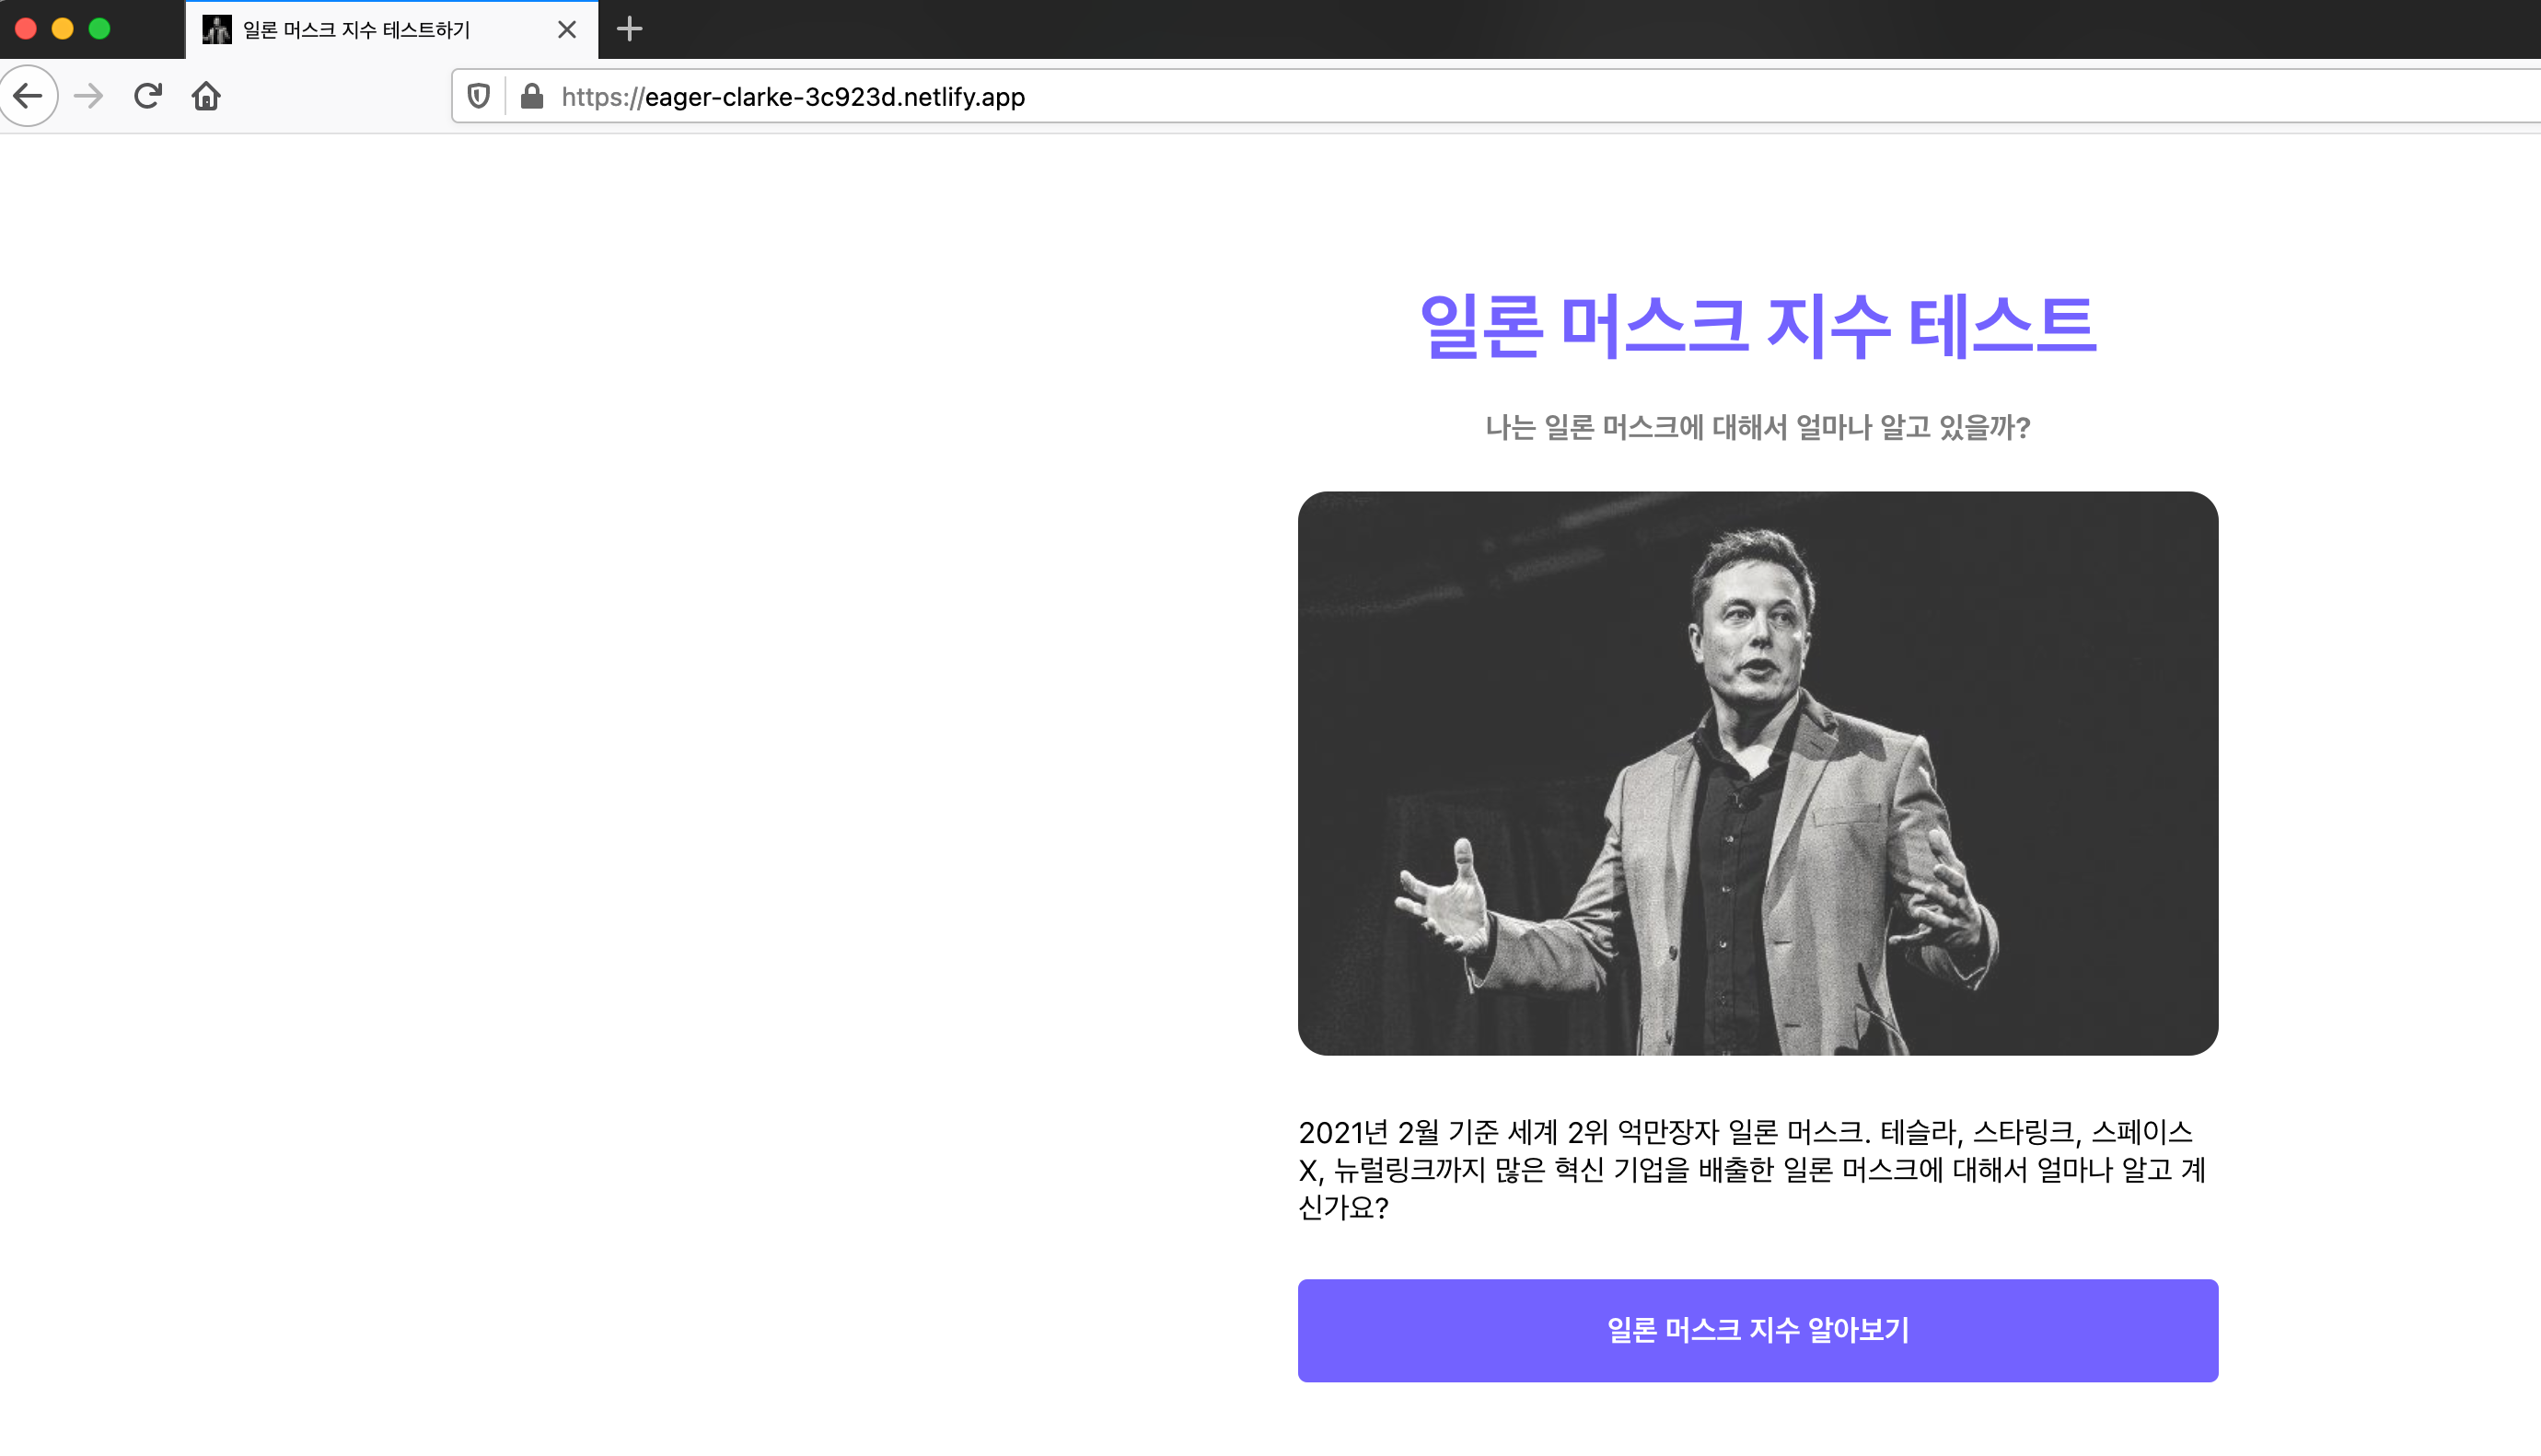 일론 머스크 지수 테스트하기
https://eager-clarke-3c923d.netlify.app
일론 머스크 지수 테스트
나는 일론 머스크에 대해서 얼마나 알고 있을까?
2021년 2월 기준 세계 2위 억만장자 일론 머스크. 테슬라, 스타링크, 스페이스
X, 뉴럴링크까지 많은 혁신 기업을 배출한 일론 머스크에 대해서 얼마나 알고 계
신가요?
일론 머스크 지수 알아보기